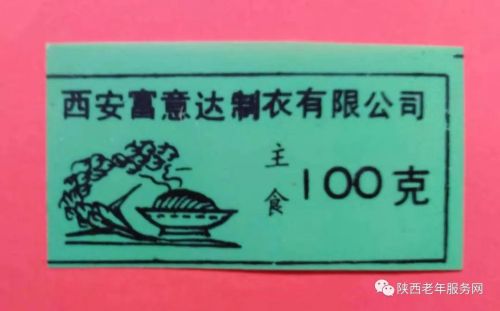 西安富意达制衣有限公司
主食
100克
陕西老年服务网